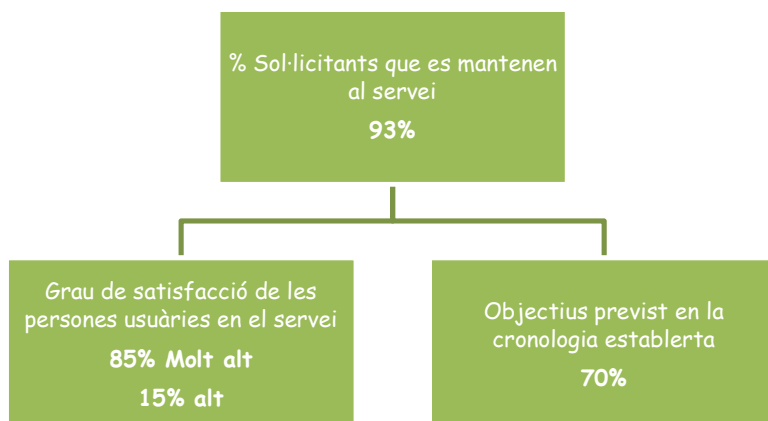 % Sol·licitants que es mantenen
al servei
93%
Grau de satisfacció de les
persones usuàries en el servei
85% Molt alt
15% alt
Objectius previst en la
cronologia establerta
70%